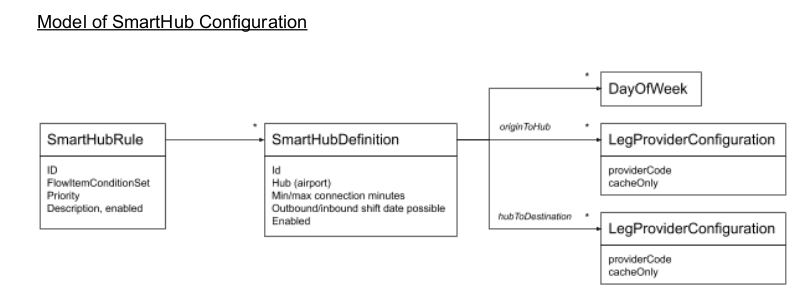 Model of SmartHub Configuration
*
DayOfWeek
SmartHubRule
*
SmartHubDefinition
originToHub
*
LegProviderConfiguration
ID
FlowItemConditionSet
Priority
Description, enabled
Id
Hub (airport)
Min/max connection minutes
Outbound/inbound shift date possible
Enabled
providerCode
cacheOnly
hubToDestination
*
LegProviderConfiguration
providerCode
cacheOnly